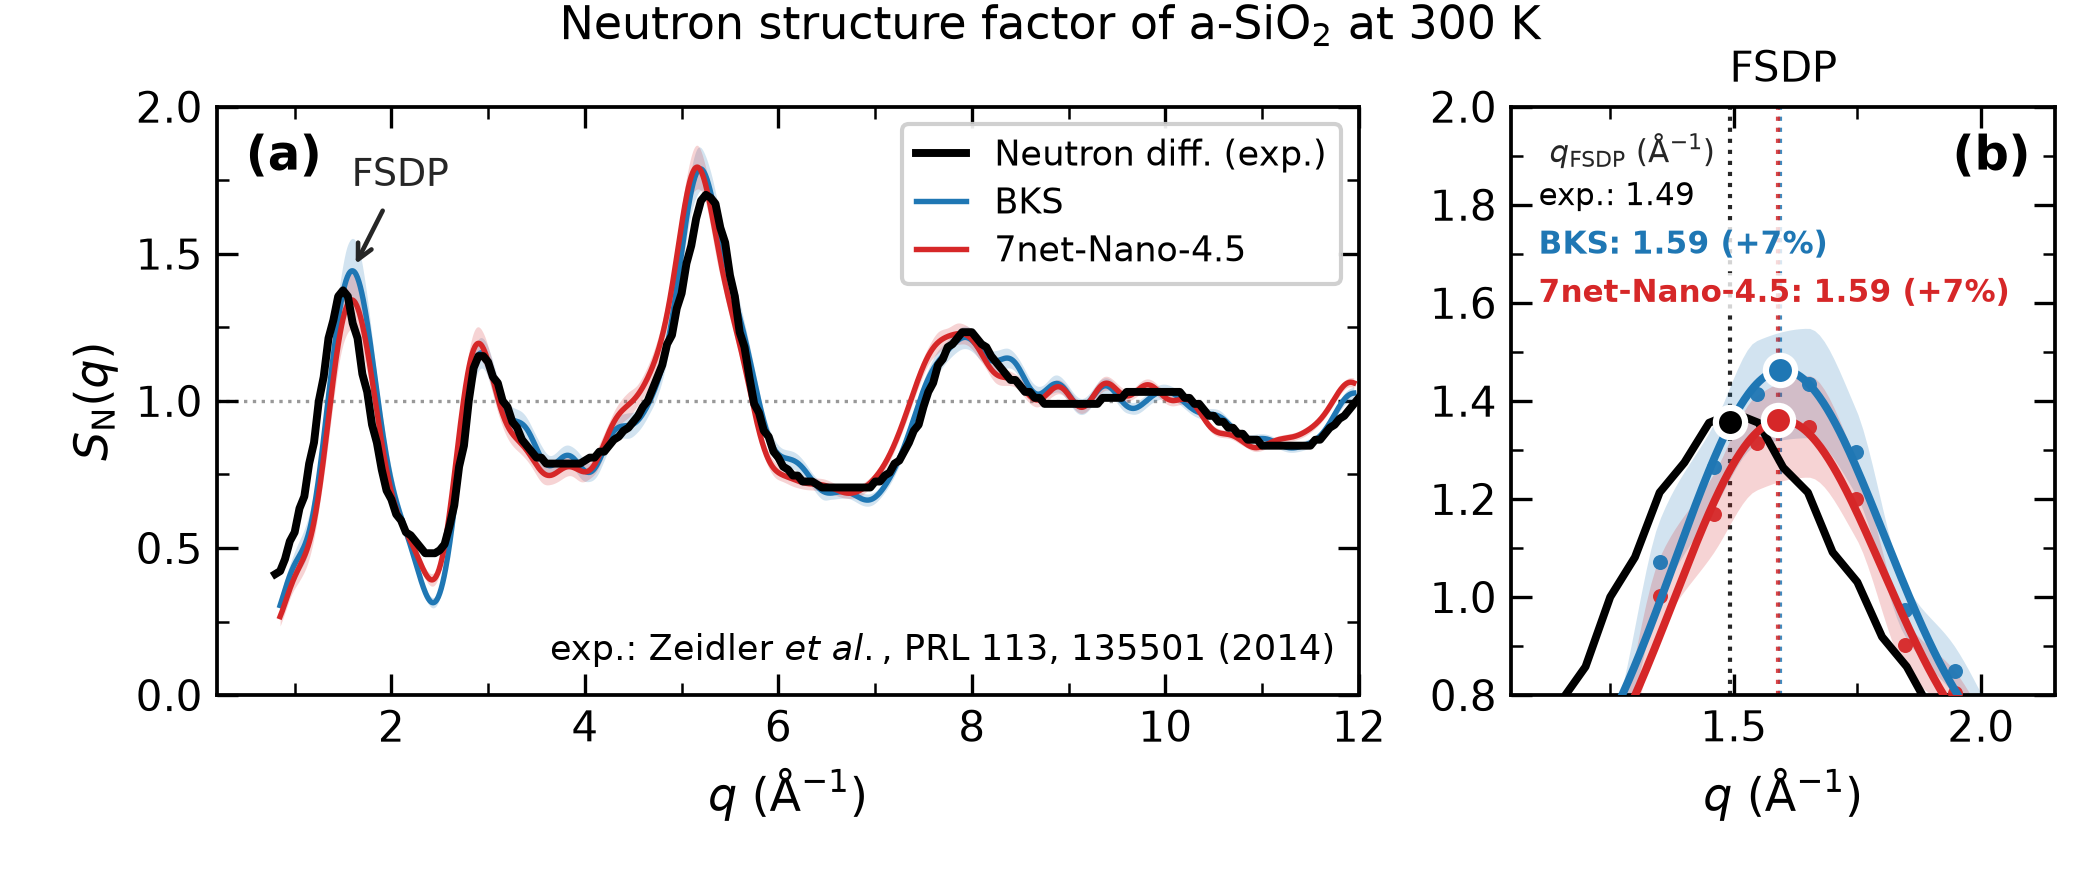 Neutron structure factor of a-SiO₂ at 300 K
(a)
FSDP
Neutron diff. (exp.)
BKS
7net-Nano-4.5
exp.: Zeidler et al., PRL 113, 135501 (2014)
S_N(q)
2.0
1.5
1.0
0.5
0.0
2 4 6 8 10 12
q (Å⁻¹)
FSDP
(b)
q_FSDP (Å⁻¹)
exp.: 1.49
BKS: 1.59 (+7%)
7net-Nano-4.5: 1.59 (+7%)
2.0
1.8
1.6
1.4
1.2
1.0
0.8
1.5 2.0
q (Å⁻¹)